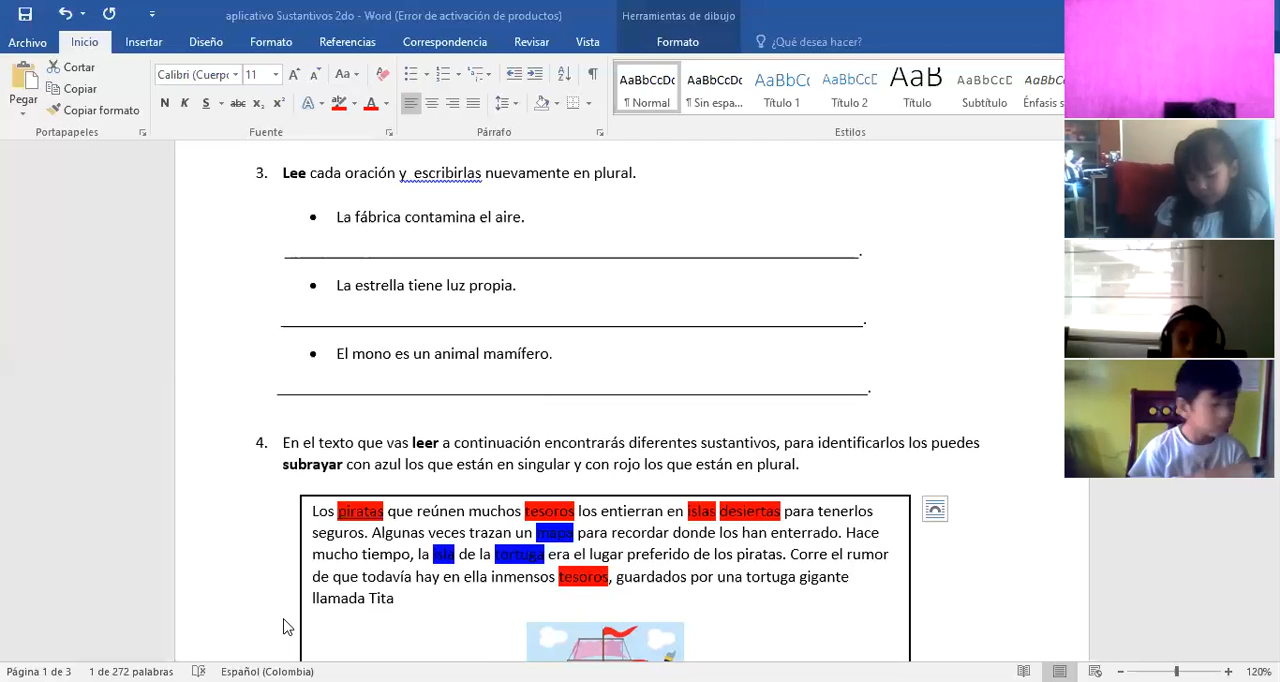 aplicativo Sustantivos 2do - Word (Error de activación de productos)
Herramientas de dibujo
Archivo Inicio Insertar Diseño Formato Referencias Correspondencia Revisar Vista Formato ¿Qué desea hacer?
Pegar
Cortar
Copiar
Copiar formato
Calibri (Cuerpo 11
N K S abc x₂ x²
AaBbCcDc AaBbCcDc AaBbCc AaBbCcD AaB AaBbCcD AaBbCc
¶ Normal ¶ Sin espa... Título 1 Título 2 Título Subtítulo Énfasis s
Portapapeles Fuente Párrafo Estilos
3. Lee cada oración y escribirlas nuevamente en plural.
• La fábrica contamina el aire.
• La estrella tiene luz propia.
• El mono es un animal mamífero.
4. En el texto que vas leer a continuación encontrarás diferentes sustantivos, para identificarlos los puedes
subrayar con azul los que están en singular y con rojo los que están en plural.
Los piratas que reúnen muchos tesoros los entierran en islas desiertas para tenerlos
seguros. Algunas veces trazan un mapa para recordar donde los han enterrado. Hace
mucho tiempo, la isla de la tortuga era el lugar preferido de los piratas. Corre el rumor
de que todavía hay en ella inmensos tesoros, guardados por una tortuga gigante
llamada Tita
Página 1 de 3 1 de 272 palabras Español (Colombia) 120%